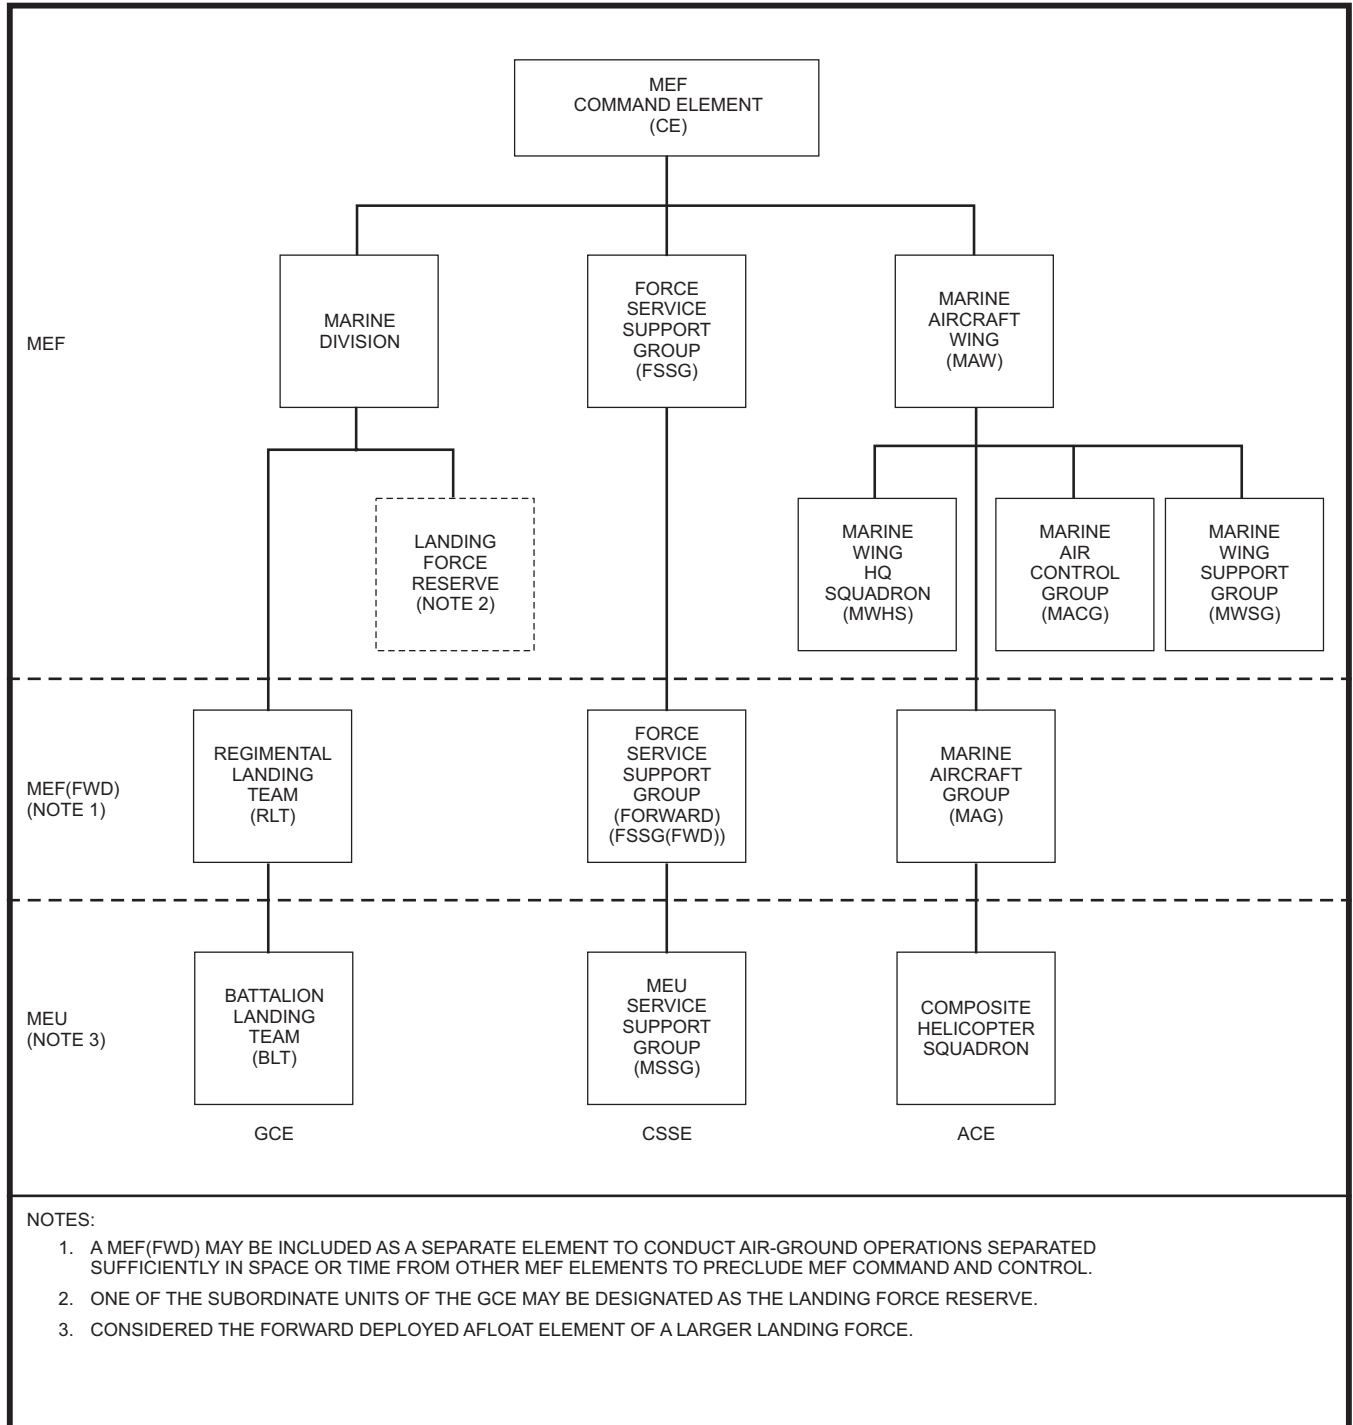 MEF
COMMAND ELEMENT
(CE)
MEF
MARINE
DIVISION
FORCE
SERVICE
SUPPORT
GROUP
(FSSG)
MARINE
AIRCRAFT
WING
(MAW)
LANDING
FORCE
RESERVE
(NOTE 2)
MARINE
WING
HQ
SQUADRON
(MWHS)
MARINE
AIR
CONTROL
GROUP
(MACG)
MARINE
WING
SUPPORT
GROUP
(MWSG)
MEF(FWD)
(NOTE 1)
REGIMENTAL
LANDING
TEAM
(RLT)
FORCE
SERVICE
SUPPORT
GROUP
(FORWARD)
(FSSG(FWD))
MARINE
AIRCRAFT
GROUP
(MAG)
MEU
(NOTE 3)
BATTALION
LANDING
TEAM
(BLT)
MEU
SERVICE
SUPPORT
GROUP
(MSSG)
COMPOSITE
HELICOPTER
SQUADRON
GCE
CSSE
ACE
NOTES:
1. A MEF(FWD) MAY BE INCLUDED AS A SEPARATE ELEMENT TO CONDUCT AIR-GROUND OPERATIONS SEPARATED
SUFFICIENTLY IN SPACE OR TIME FROM OTHER MEF ELEMENTS TO PRECLUDE MEF COMMAND AND CONTROL.
2. ONE OF THE SUBORDINATE UNITS OF THE GCE MAY BE DESIGNATED AS THE LANDING FORCE RESERVE.
3. CONSIDERED THE FORWARD DEPLOYED AFLOAT ELEMENT OF A LARGER LANDING FORCE.